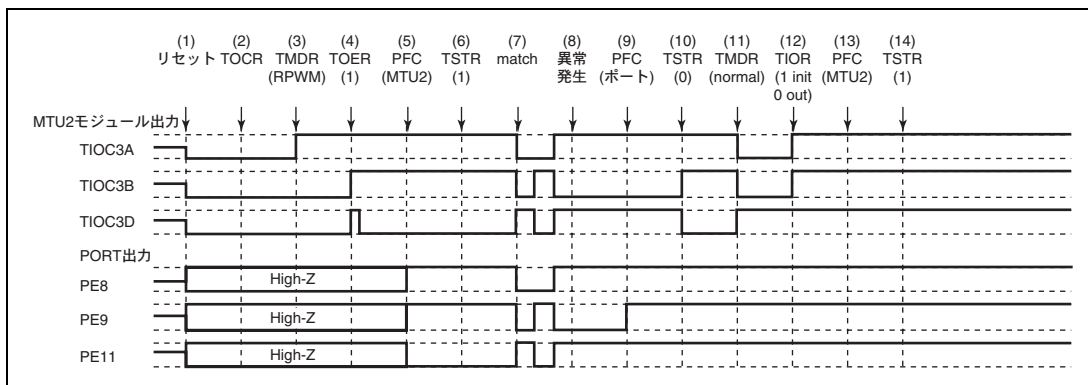 (1) (2) (3) (4) (5) (6) (7) (8) (9) (10) (11) (12) (13) (14)
リセット TOCR TMDR TOER PFC TSTR match 異常 PFC TSTR TMDR TIOR PFC TSTR
(RPWM) (1) (MTU2) (1) 発生 (ポート) (0) (normal) (1 init (MTU2) (1)
0 out)
MTU2モジュール出力
TIOC3A
TIOC3B
TIOC3D
PORT出力
PE8 High-Z
PE9 High-Z
PE11 High-Z